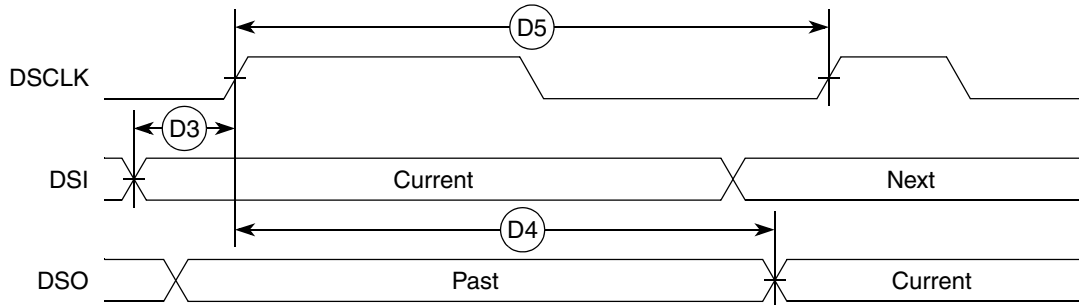 D5
DSCLK
D3
DSI Current Next
D4
DSO Past Current